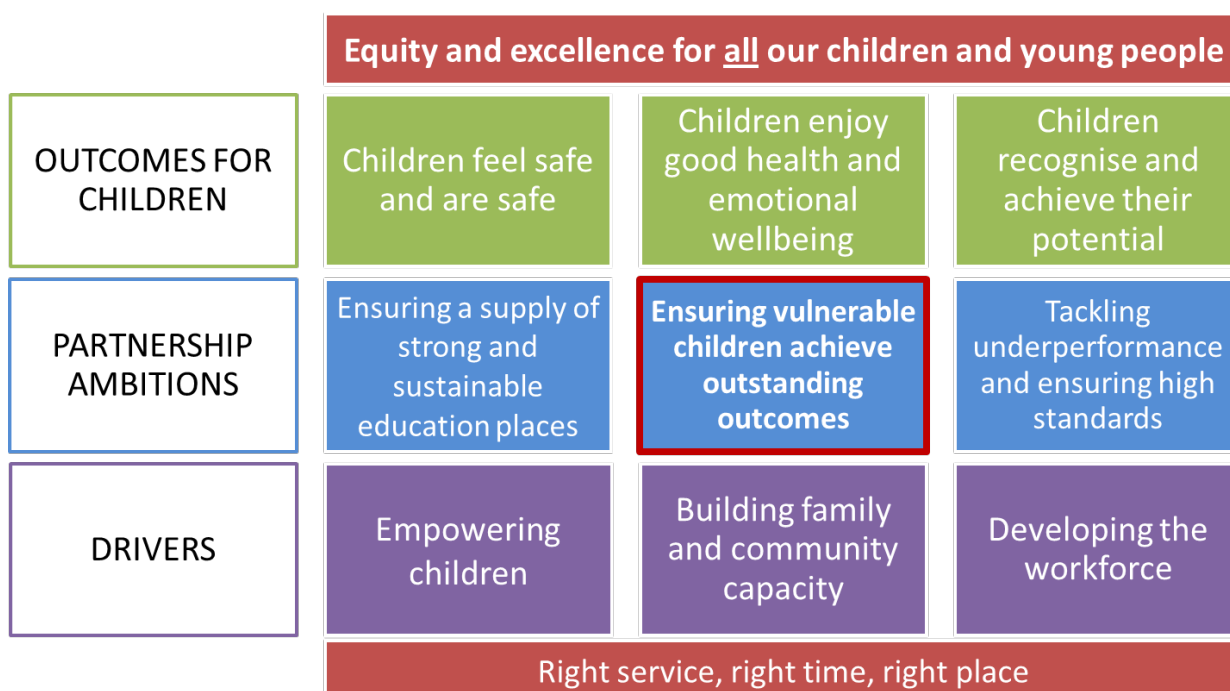 Equity and excellence for all our children and young people
OUTCOMES FOR
CHILDREN
Children feel safe
and are safe
Children enjoy
good health and
emotional
wellbeing
Children
recognise and
achieve their
potential
PARTNERSHIP
AMBITIONS
Ensuring a supply of
strong and
sustainable
education places
Ensuring vulnerable
children achieve
outstanding
outcomes
Tackling
underperformance
and ensuring high
standards
DRIVERS
Empowering
children
Building family
and community
capacity
Developing the
workforce
Right service, right time, right place